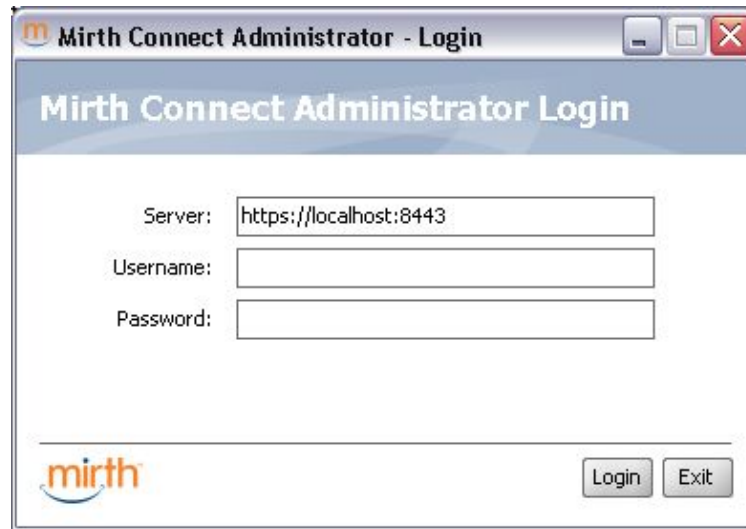 m Mirth Connect Administrator - Login
Mirth Connect Administrator Login
Server: https://localhost:8443
Username:
Password:
mirth Login Exit